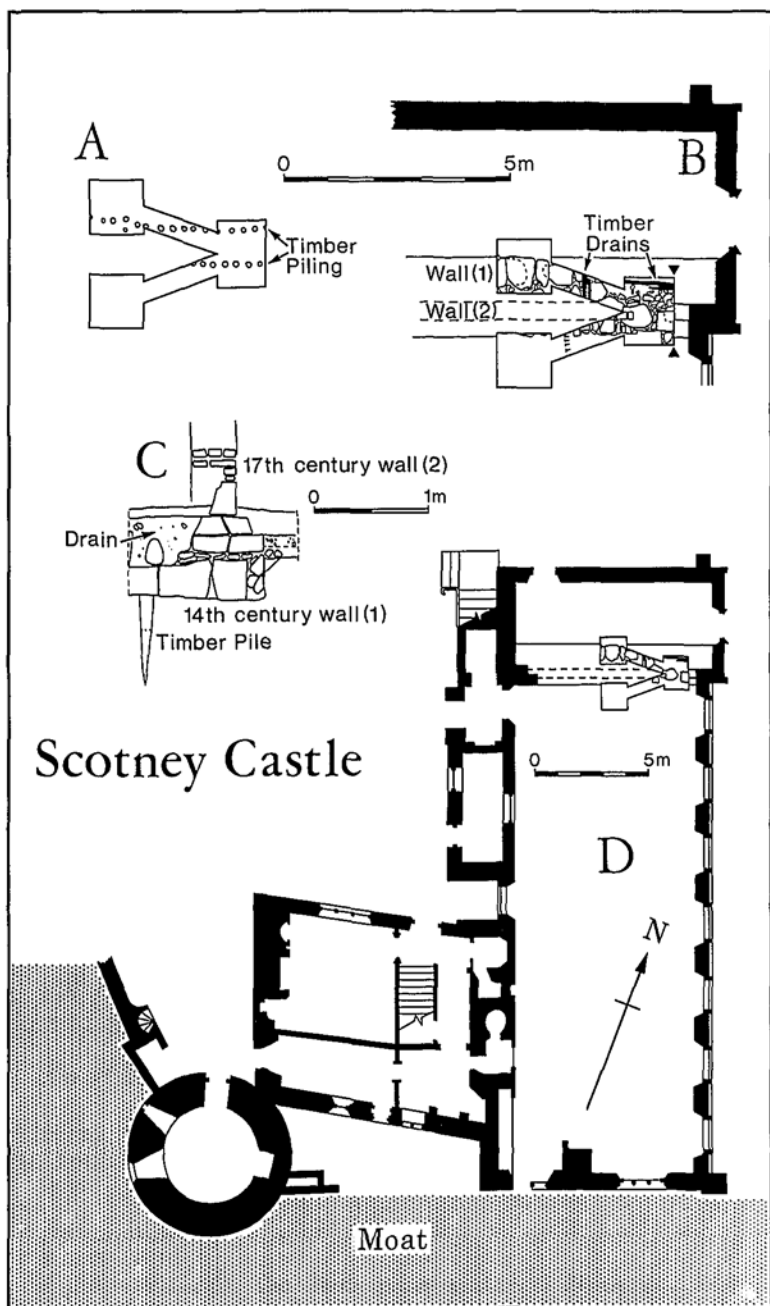 A
0 5m
B
Timber
Piling
Timber
Drains
Wall (1)
Wall (2)
C
17th century wall (2)
0 1m
Drain
14th century wall (1)
Timber Pile
Scotney Castle
0 5m
D
N
Moat